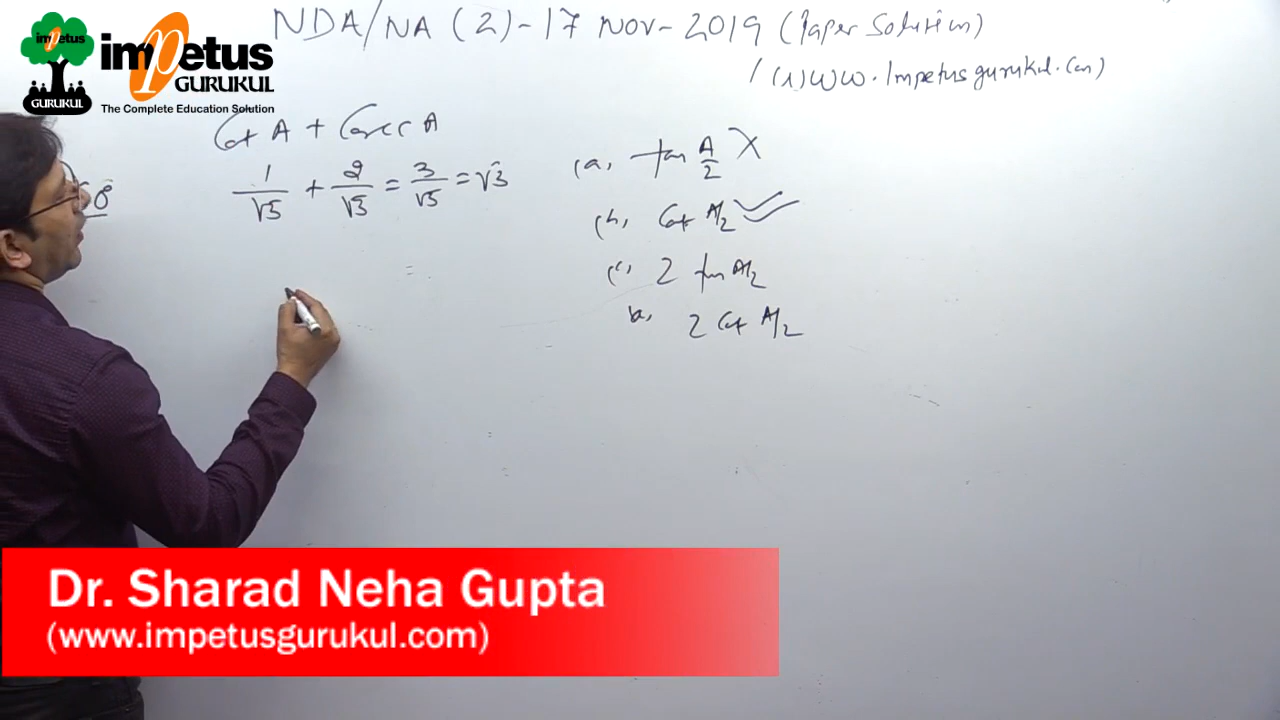 NDA/NA (2) - 17 Nov - 2019 (Paper Solution)
/ (1) WWW.Impetusgurukul.Com)
impetus
GURUKUL
impetus
GURUKUL
The Complete Education Solution
Cot A + Cosec A
1/√3 + 2/√3 = 3/√3 = √3
8
(a, tan A/2 X
(b, Cot A/2
(c, 2 tan A/2
2 Cot A/2
=
Dr. Sharad Neha Gupta
(www.impetusgurukul.com)